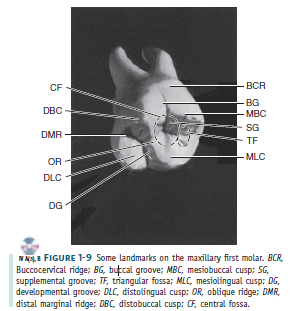 CF
BCR
BG
DBC
MBC
SG
DMR
TF
OR
MLC
DLC
DG
FIGURE 1-9 Some landmarks on the maxillary first molar. BCR,
Buccocervical ridge; BG, buccal groove; MBC, mesiobuccal cusp; SG,
supplemental groove; TF, triangular fossa; MLC, mesiolingual cusp; DG,
developmental groove; DLC, distolingual cusp; OR, oblique ridge; DMR,
distal marginal ridge; DBC, distobuccal cusp; CF, central fossa.